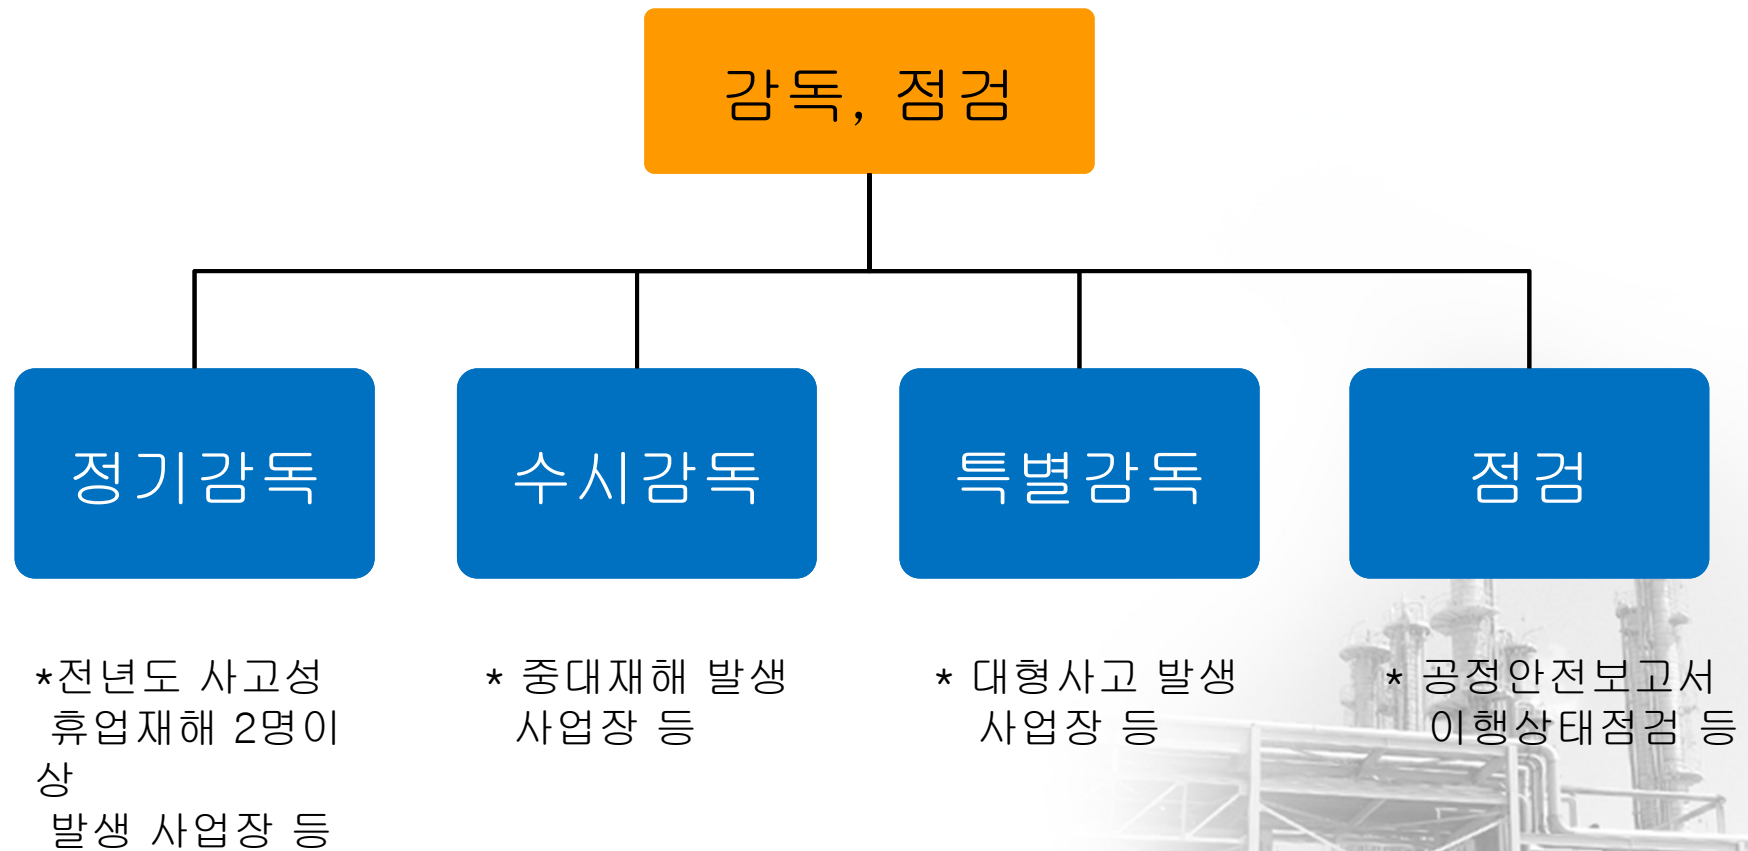 감독, 점검
정기감독
수시감독
특별감독
점검
*전년도 사고성
휴업재해 2명이
상
발생 사업장 등
* 중대재해 발생
사업장 등
* 대형사고 발생
사업장 등
* 공정안전보고서
이행상태점검 등